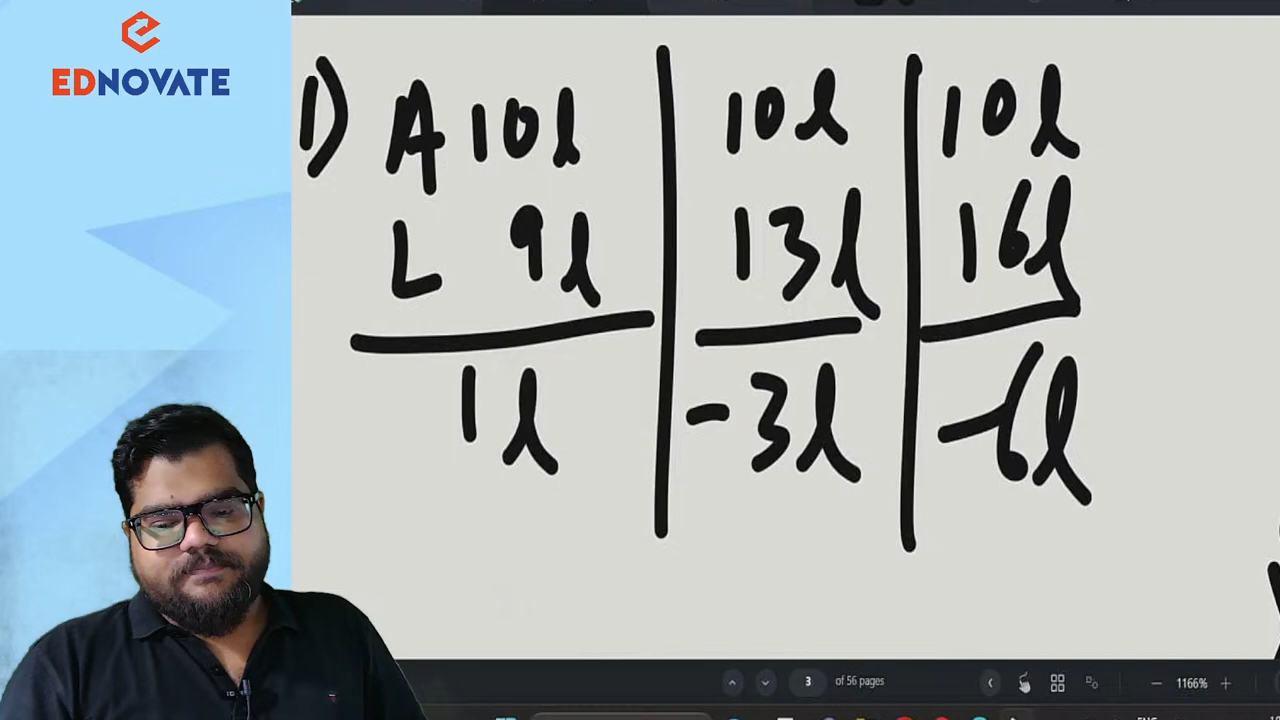 EDNOVATE
1) A 10l 10l 10l
L 9l 13l 16l
1l -3l -6l
3 of 56 pages
1166%